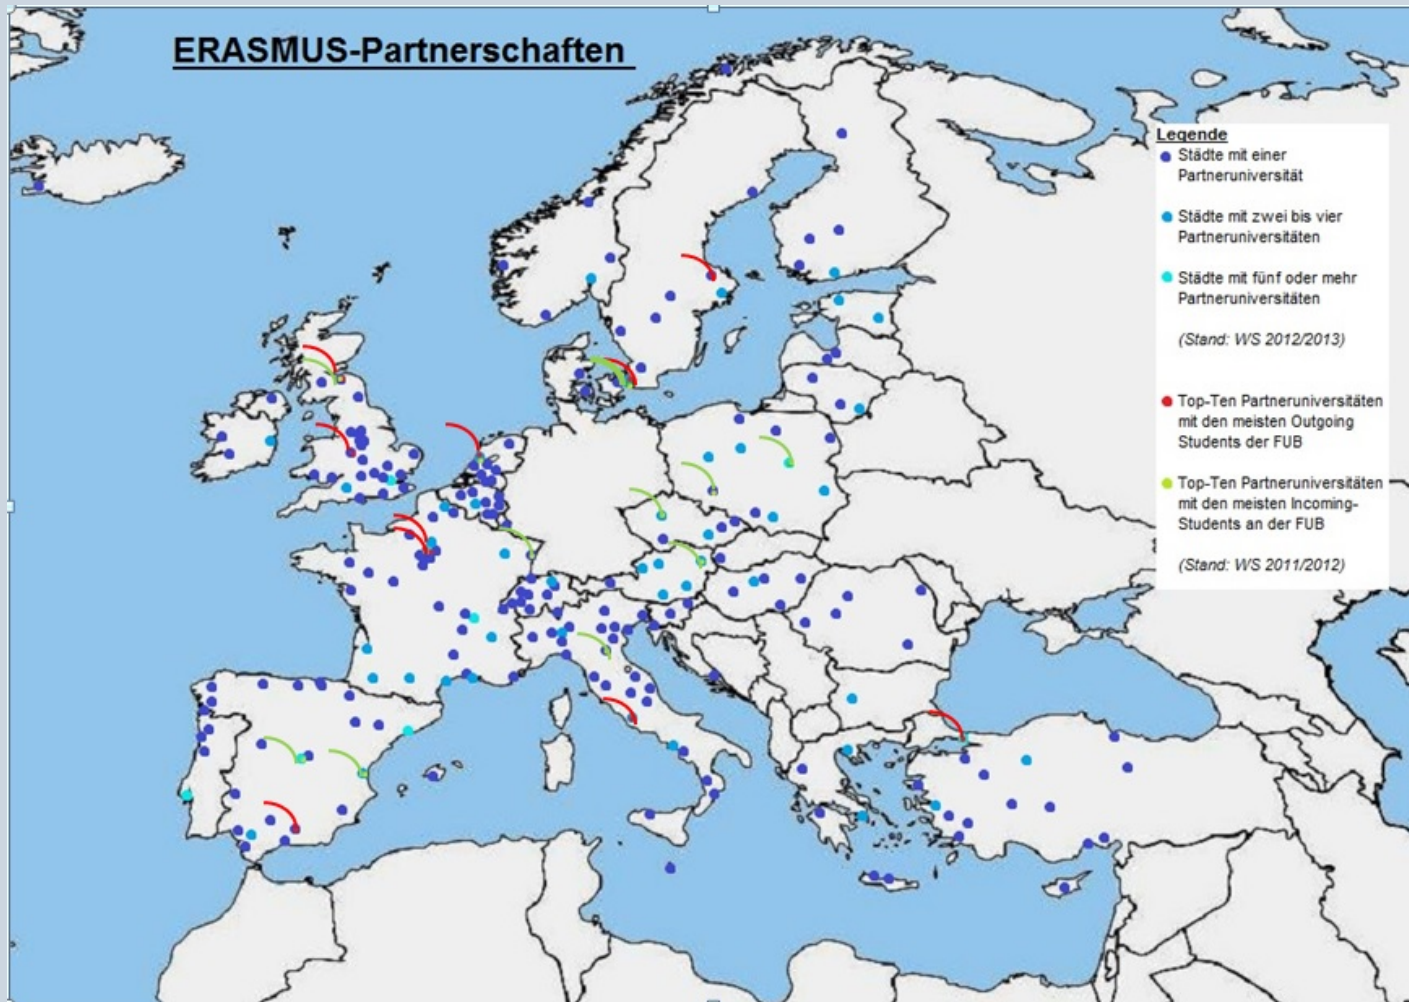 ERASMUS-Partnerschaften
Legende
Städte mit einer
Partneruniversität
Städte mit zwei bis vier
Partneruniversitäten
Städte mit fünf oder mehr
Partneruniversitäten
(Stand: WS 2012/2013)
Top-Ten Partneruniversitäten
mit den meisten Outgoing
Students der FUB
Top-Ten Partneruniversitäten
mit den meisten Incoming-
Students an der FUB
(Stand: WS 2011/2012)